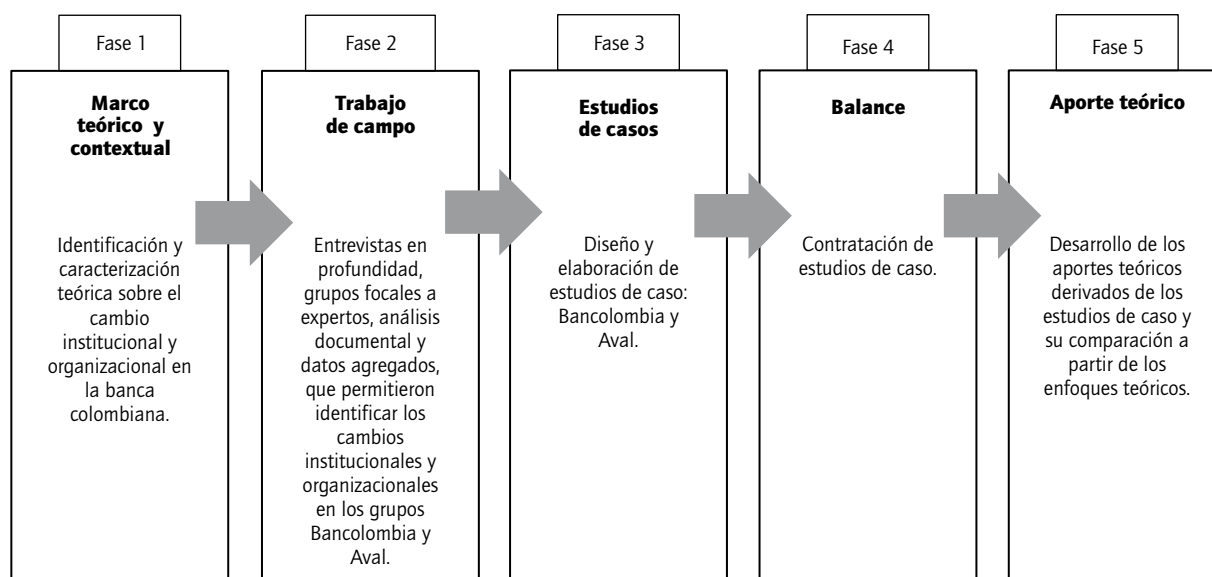 Fase 1
Marco
teórico y
contextual
Identificación y
caracterización
teórica sobre el
cambio
institucional y
organizacional en
la banca
colombiana.
Fase 2
Trabajo
de campo
Entrevistas en
profundidad,
grupos focales a
expertos, análisis
documental y
datos agregados,
que permitieron
identificar los
cambios
institucionales y
organizacionales
en los grupos
Bancolombia y
Aval.
Fase 3
Estudios
de casos
Diseño y
elaboración de
estudios de caso:
Bancolombia y
Aval.
Fase 4
Balance
Contratación de
estudios de caso.
Fase 5
Aporte teórico
Desarrollo de los
aportes teóricos
derivados de los
estudios de caso y
su comparación a
partir de los
enfoques teóricos.